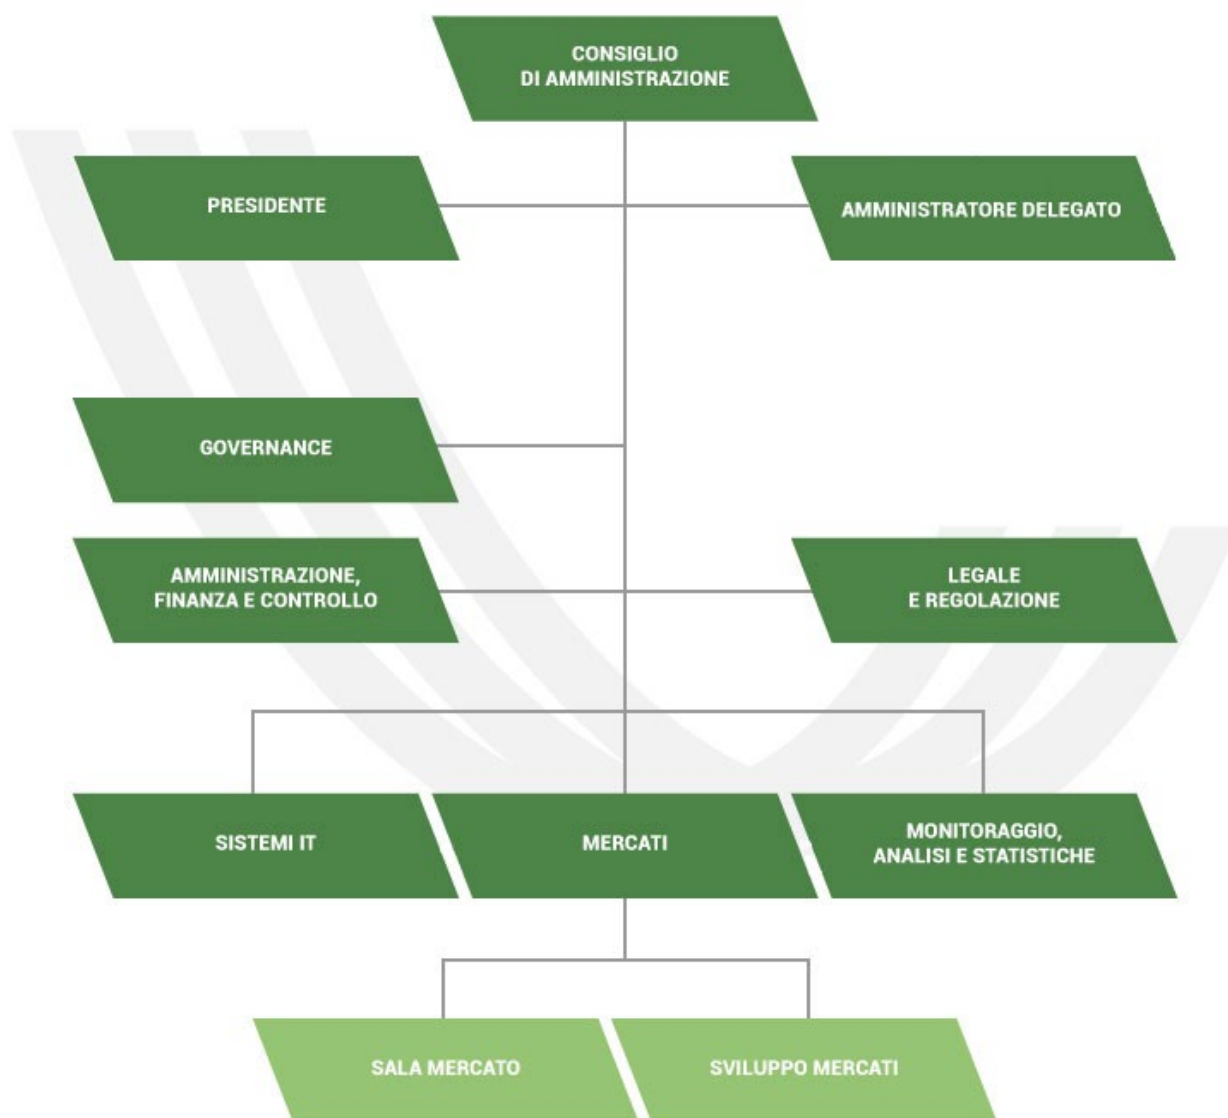 CONSIGLIO
DI AMMINISTRAZIONE
PRESIDENTE
AMMINISTRATORE DELEGATO
GOVERNANCE
AMMINISTRAZIONE,
FINANZA E CONTROLLO
LEGALE
E REGOLAZIONE
SISTEMI IT
MERCATI
MONITORAGGIO,
ANALISI E STATISTICHE
SALA MERCATO
SVILUPPO MERCATI